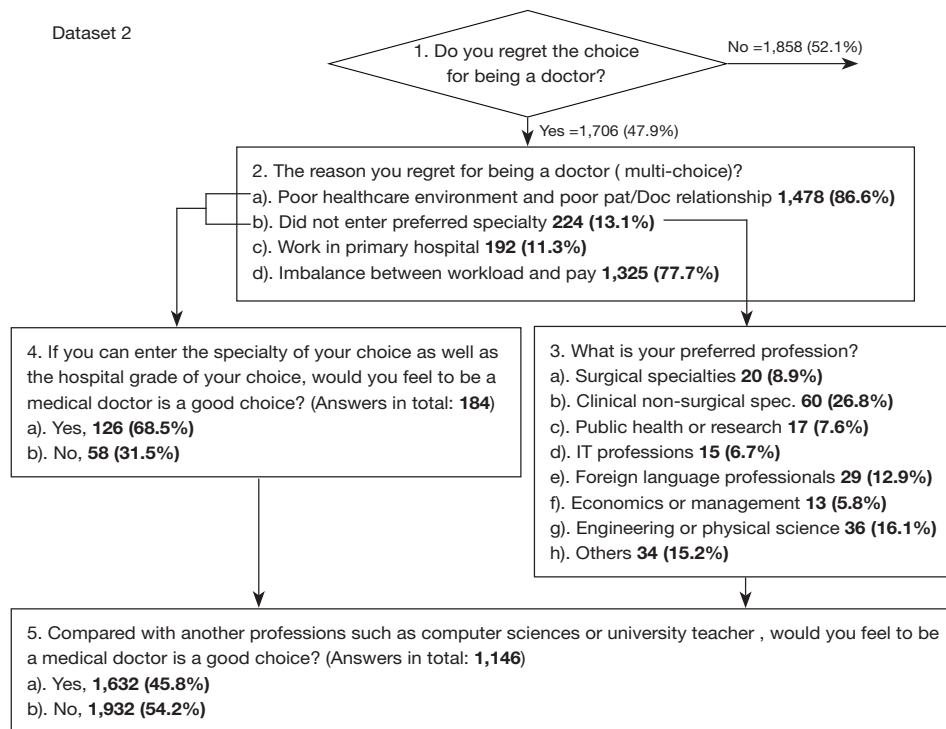 Dataset 2
1. Do you regret the choice
for being a doctor?
No =1,858 (52.1%)
Yes =1,706 (47.9%)
2. The reason you regret for being a doctor ( multi-choice)?
a). Poor healthcare environment and poor pat/Doc relationship 1,478 (86.6%)
b). Did not enter preferred specialty 224 (13.1%)
c). Work in primary hospital 192 (11.3%)
d). Imbalance between workload and pay 1,325 (77.7%)
4. If you can enter the specialty of your choice as well as
the hospital grade of your choice, would you feel to be a
medical doctor is a good choice? (Answers in total: 184)
a). Yes, 126 (68.5%)
b). No, 58 (31.5%)
3. What is your preferred profession?
a). Surgical specialties 20 (8.9%)
b). Clinical non-surgical spec. 60 (26.8%)
c). Public health or research 17 (7.6%)
d). IT professions 15 (6.7%)
e). Foreign language professionals 29 (12.9%)
f). Economics or management 13 (5.8%)
g). Engineering or physical science 36 (16.1%)
h). Others 34 (15.2%)
5. Compared with another professions such as computer sciences or university teacher , would you feel to be
a medical doctor is a good choice? (Answers in total: 1,146)
a). Yes, 1,632 (45.8%)
b). No, 1,932 (54.2%)